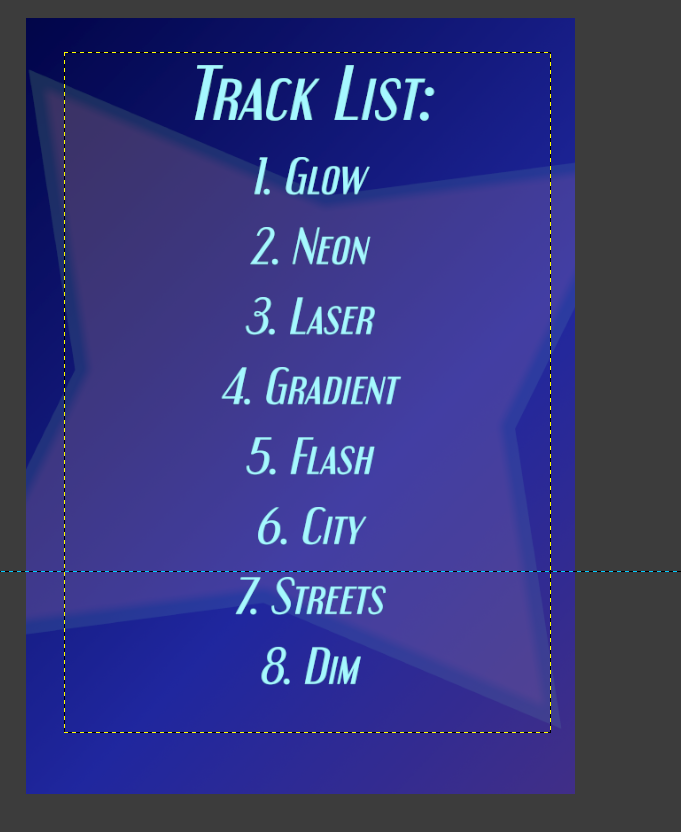 Track List:
1. Glow
2. Neon
3. Laser
4. Gradient
5. Flash
6. City
7. Streets
8. Dim